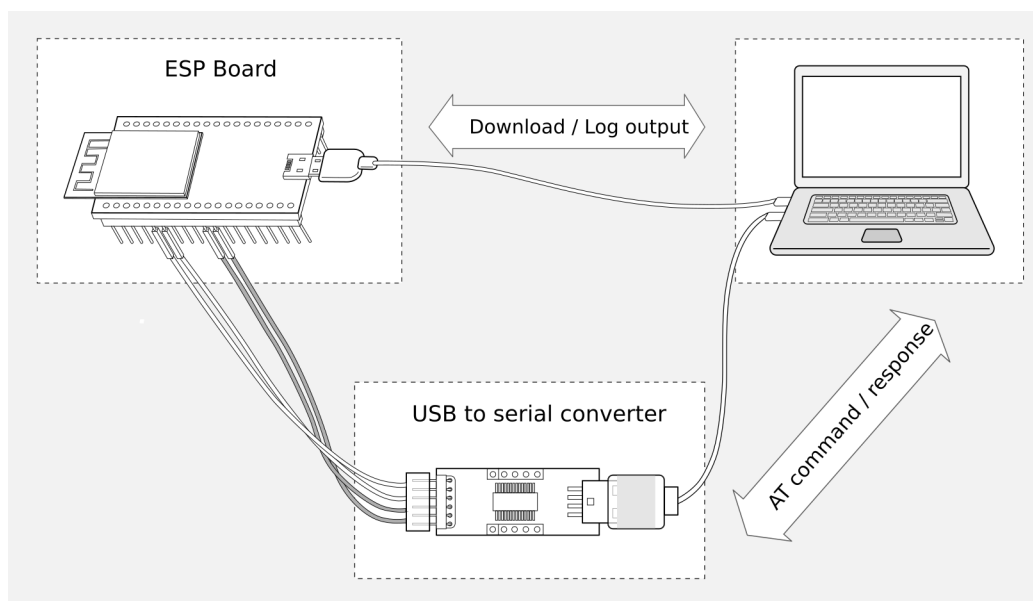 ESP Board
Download / Log output
USB to serial converter
AT command / response